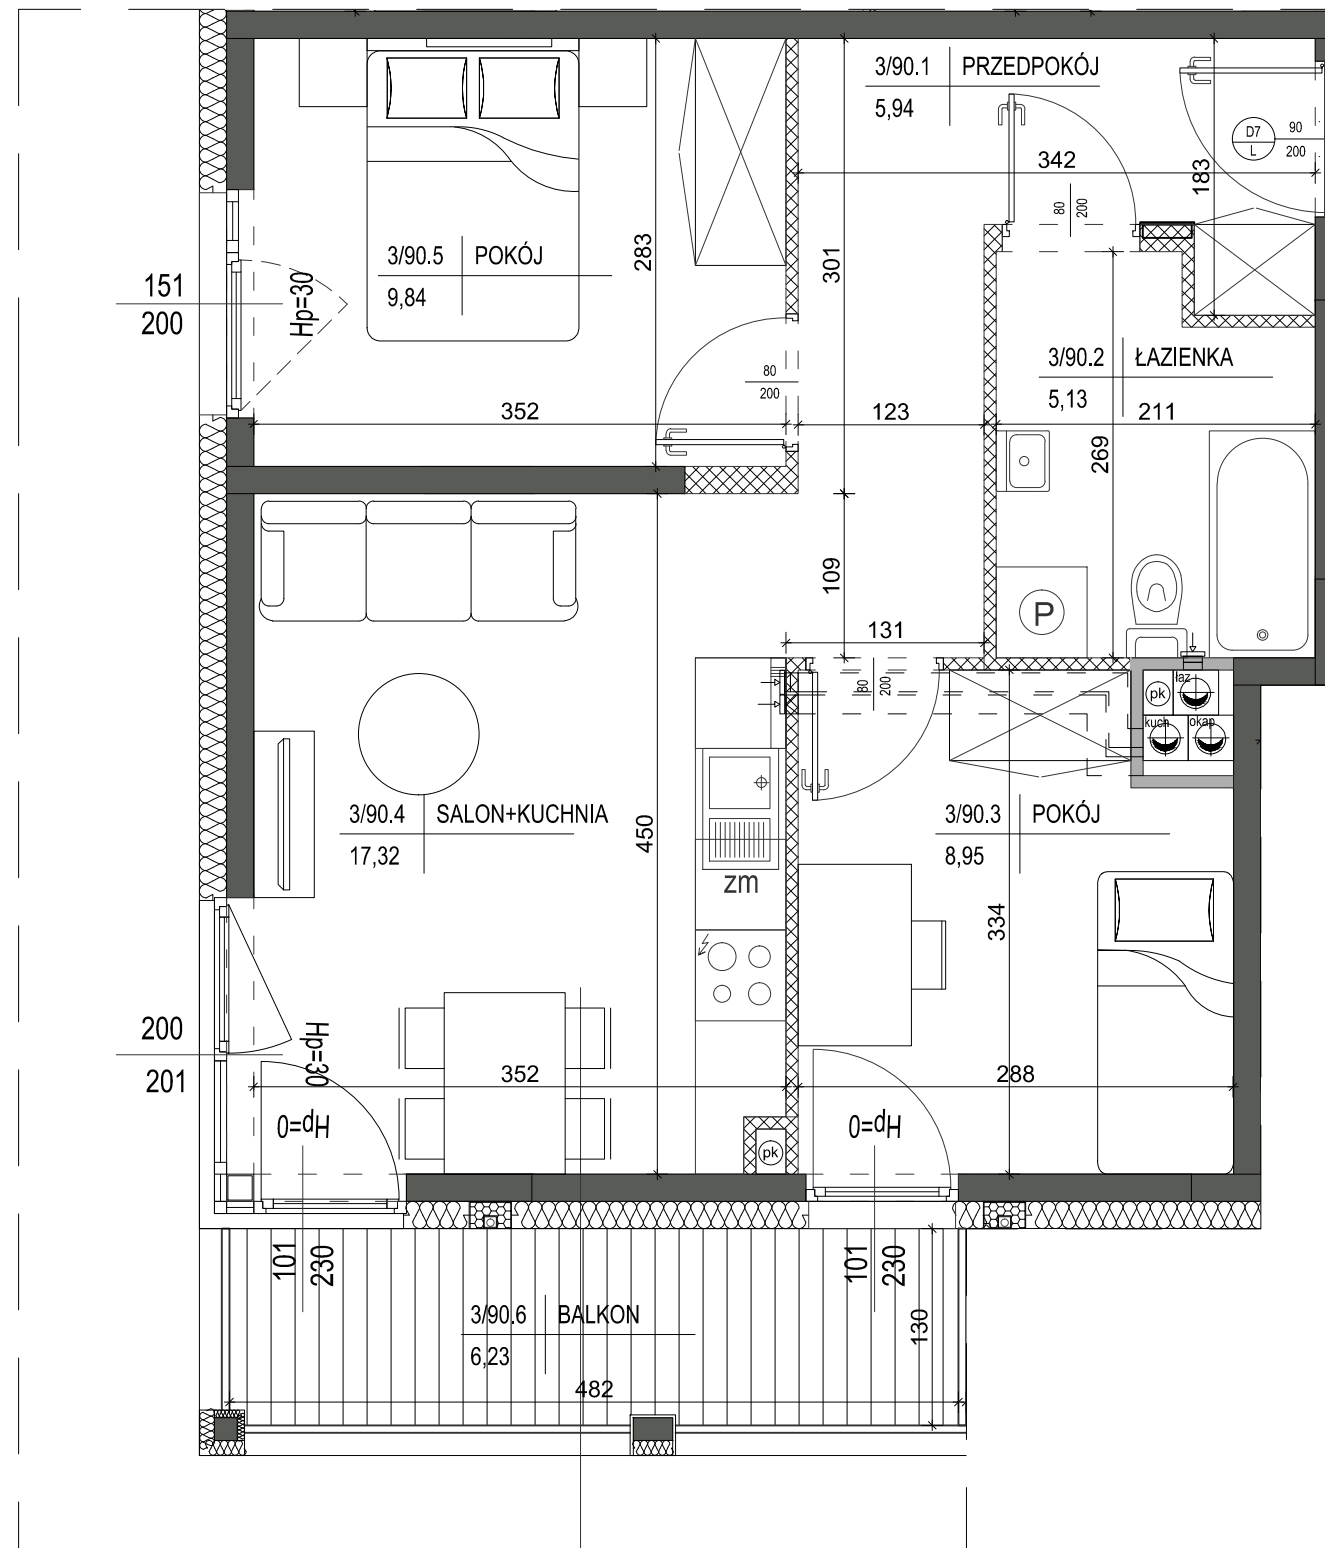 3/90.1 PRZEDPOKÓJ
5,94
D7
L
90
200
342
183
80
200
283
301
3/90.5 POKÓJ
9,84
151
200
Hp=30
3/90.2 ŁAZIENKA
5,13
80
200
352
123
211
269
109
P
131
80
200
łaz
pk
kuch
okap
3/90.4 SALON+KUCHNIA
17,32
450
3/90.3 POKÓJ
8,95
zm
334
200
201
Hp=30
352
288
Hp=0
Hp=0
pk
101
230
101
230
3/90.6 BALKON
6,23
130
482